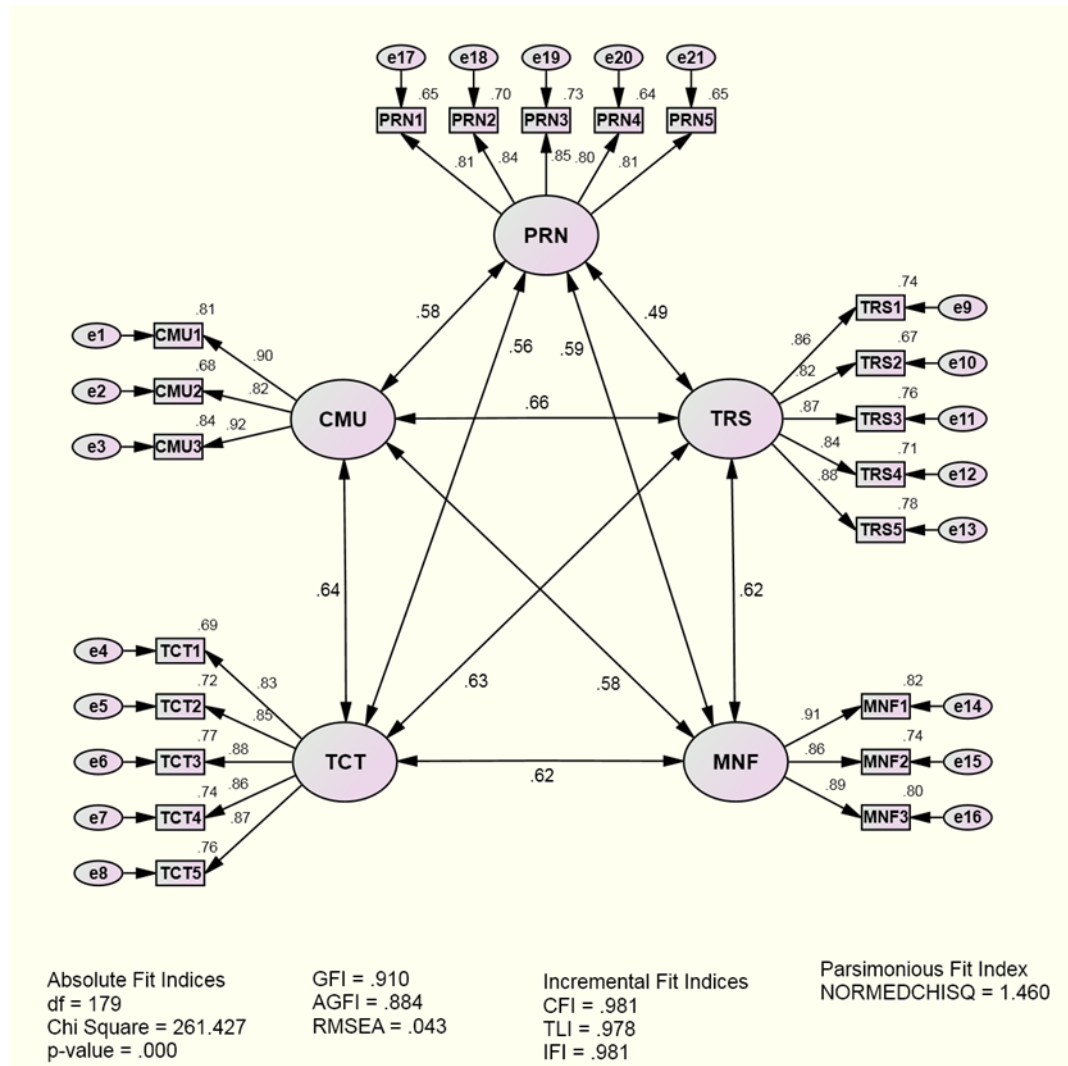 e17 e18 e19 e20 e21
.65 .70 .73 .64 .65
PRN1 PRN2 PRN3 PRN4 PRN5
.81 .84 .85 .80 .81
PRN
.58 .49
.56 .59
.81
e1 CMU1
.90
.68
e2 CMU2
.82
.84 .92
e3 CMU3
CMU
.66
TRS
.74
TRS1 e9
.86
.67
TRS2 e10
.82
.76
.87
TRS3 e11
.71
.84
TRS4 e12
.88
.78
TRS5 e13
.64 .62
.63 .58
.69
e4 TCT1
.83
.72
e5 TCT2
.85
.77
.88
e6 TCT3
.74 .86
e7 TCT4
.87
.76
e8 TCT5
TCT
.62
MNF
.82
.91
MNF1 e14
.74
.86
MNF2 e15
.89 .80
MNF3 e16
Absolute Fit Indices
df = 179
Chi Square = 261.427
p-value = .000
GFI = .910
AGFI = .884
RMSEA = .043
Incremental Fit Indices
CFI = .981
TLI = .978
IFI = .981
Parsimonious Fit Index
NORMEDCHISQ = 1.460